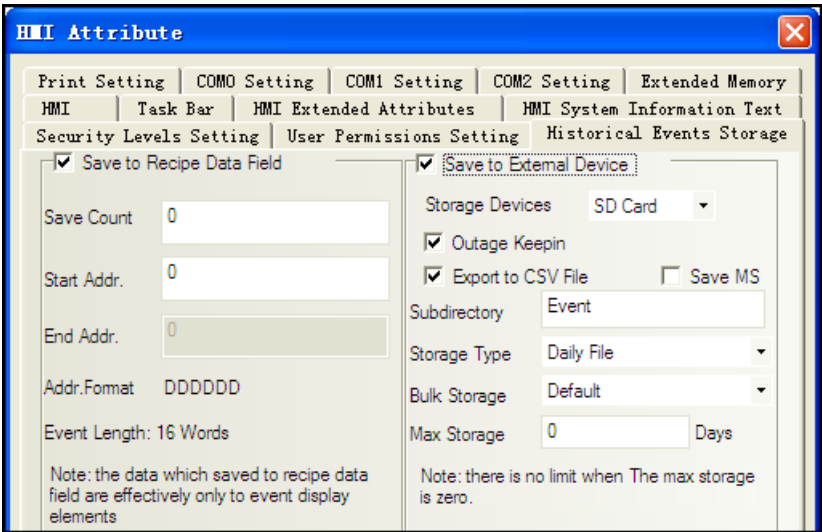 HMI Attribute
Print Setting
COM0 Setting
COM1 Setting
COM2 Setting
Extended Memory
HMI
Task Bar
HMI Extended Attributes
HMI System Information Text
Security Levels Setting
User Permissions Setting
Historical Events Storage
Save to Recipe Data Field
Save Count
0
Start Addr.
0
End Addr.
0
Addr.Format DDDDDD
Event Length: 16 Words
Note: the data which saved to recipe data
field are effectively only to event display
elements
Save to External Device
Storage Devices
SD Card
Outage Keepin
Export to CSV File
Save MS
Subdirectory
Event
Storage Type
Daily File
Bulk Storage
Default
Max Storage
0
Days
Note: there is no limit when The max storage
is zero.